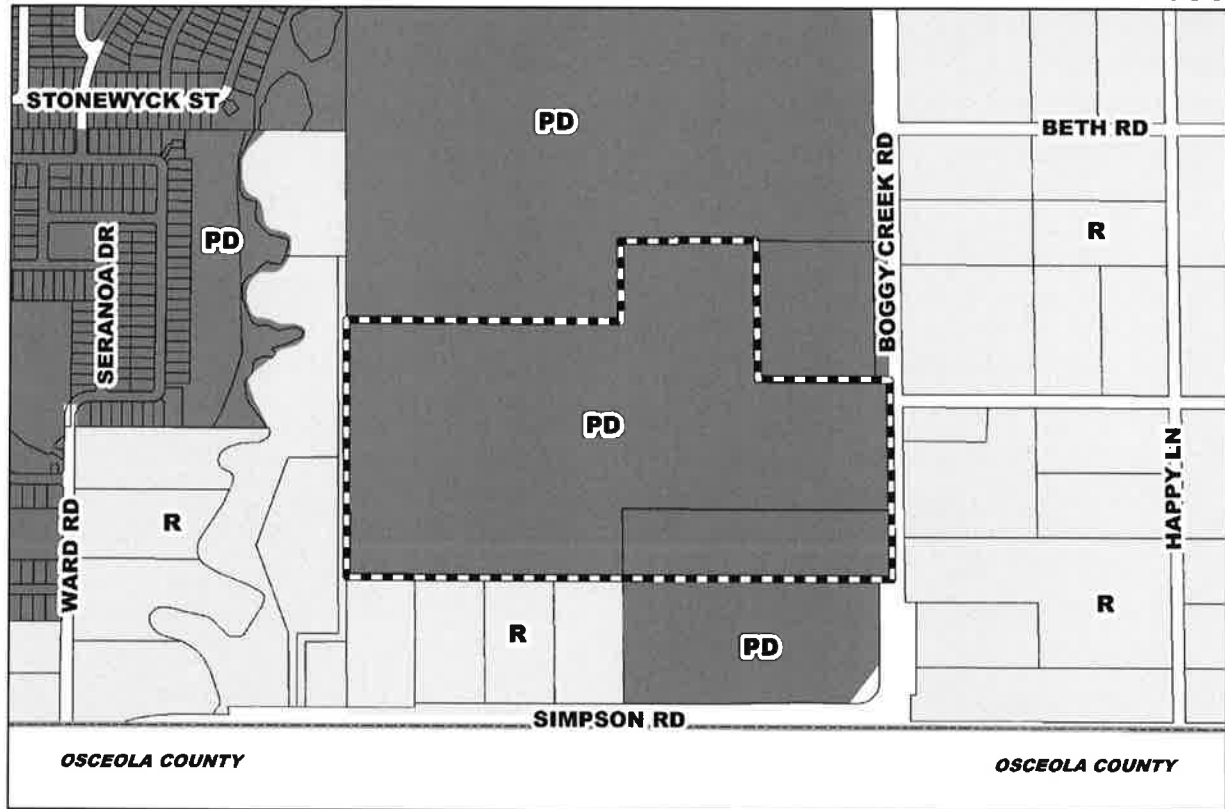 STONEWYCK ST
PD
BETH RD
BOGGY CREEK RD
PD
SERANOA DR
R
PD
HAPPY LN
WARD RD
R
R
R
PD
SIMPSON RD
OSCEOLA COUNTY
OSCEOLA COUNTY